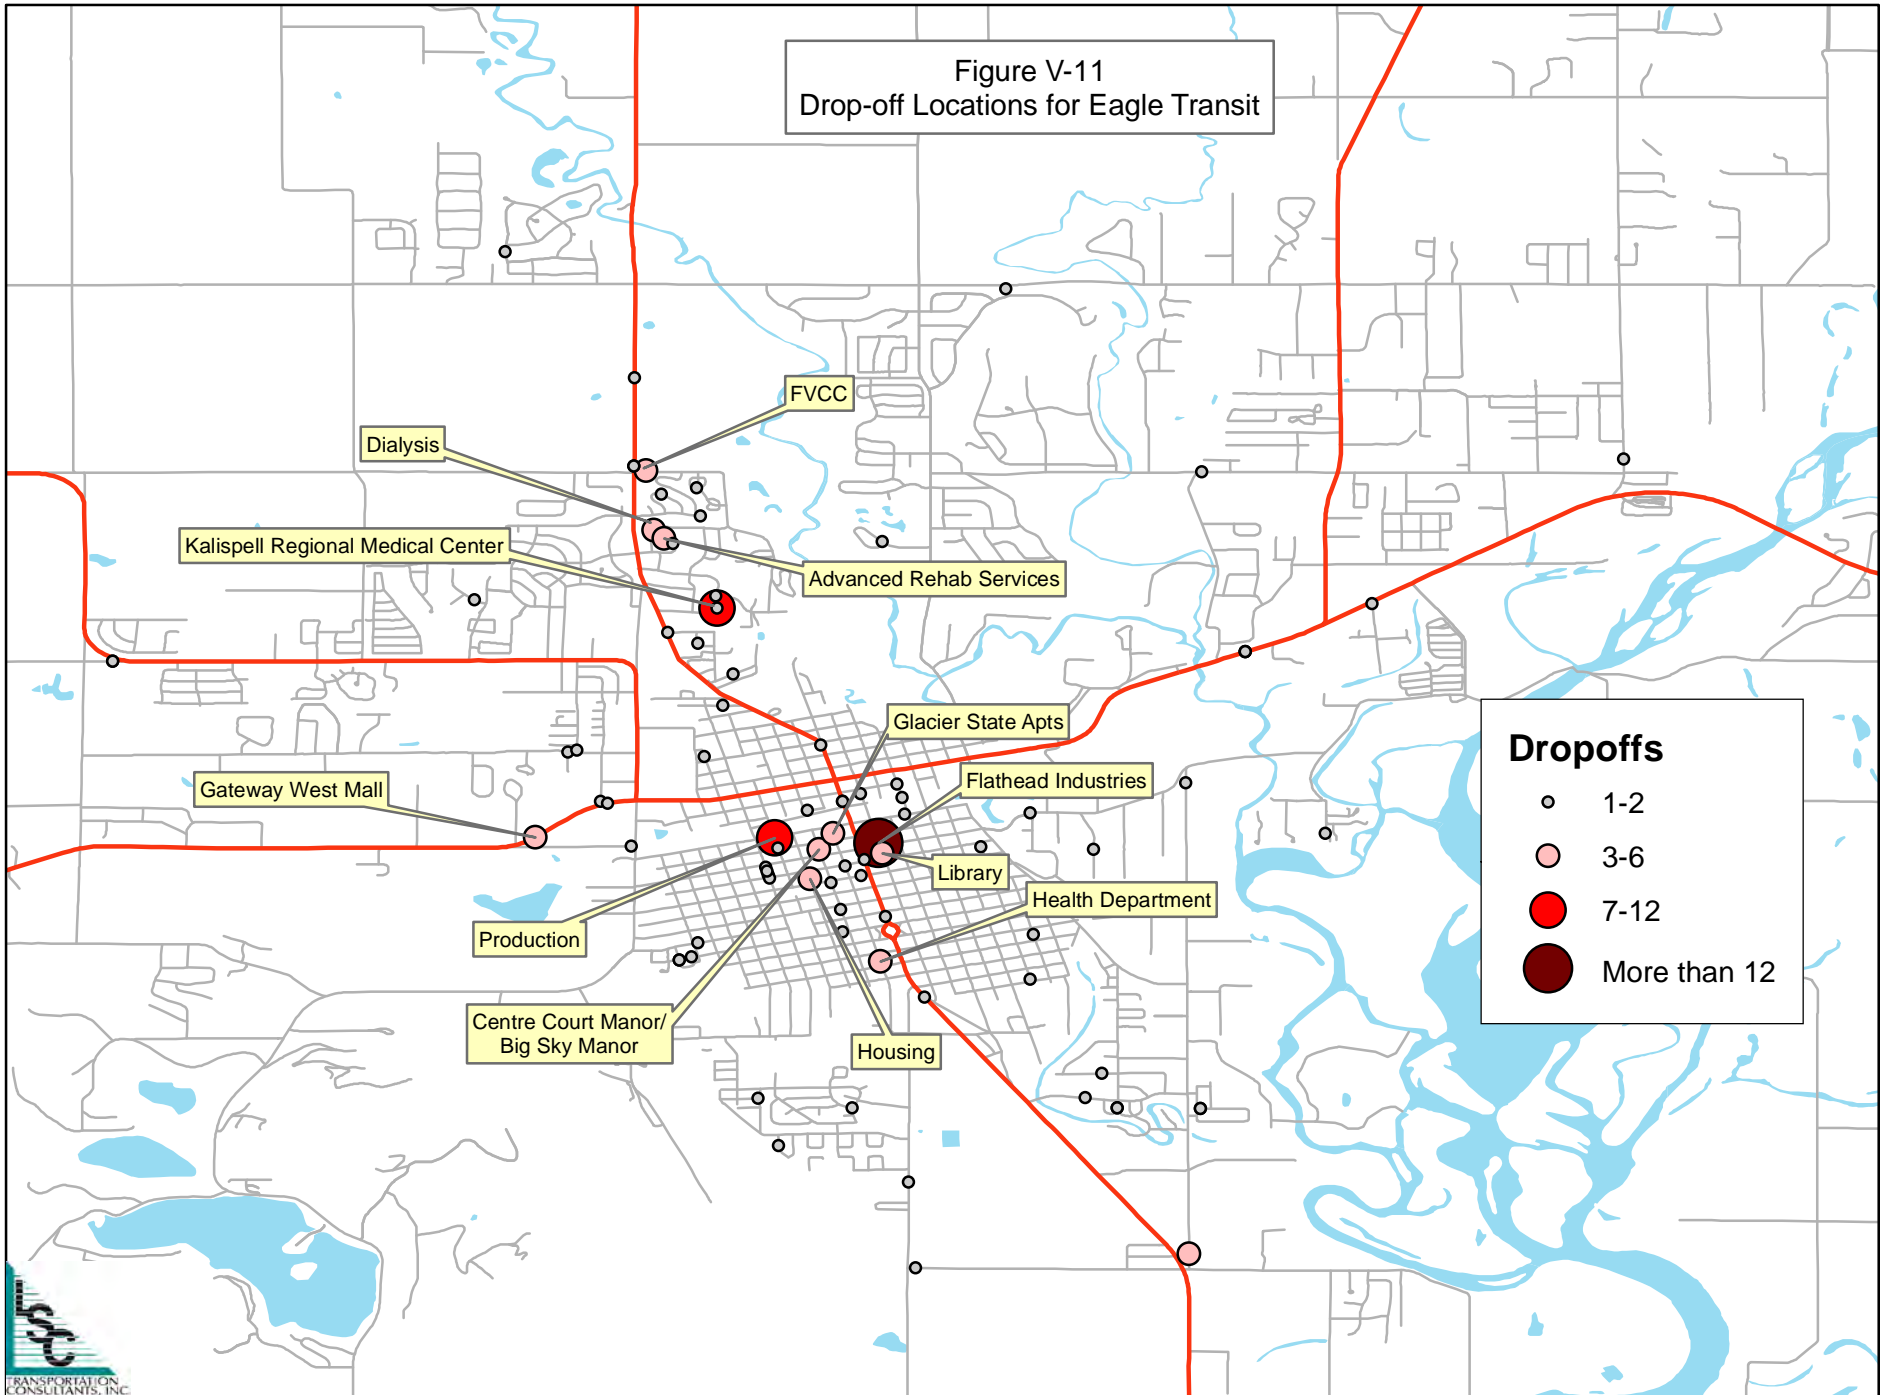 Figure V-11
Drop-off Locations for Eagle Transit
FVCC
Dialysis
Kalispell Regional Medical Center
Advanced Rehab Services
Glacier State Apts
Flathead Industries
Gateway West Mall
Library
Health Department
Production
Centre Court Manor/
Big Sky Manor
Housing
Dropoffs
1-2
3-6
7-12
More than 12
LSC
TRANSPORTATION
CONSULTANTS, INC.